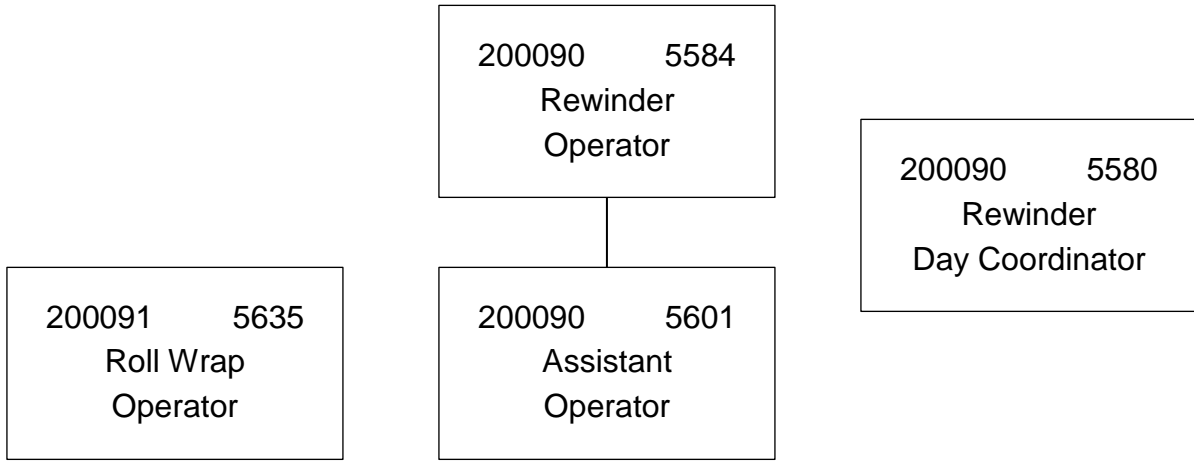 200090 5584
Rewinder
Operator
200090 5580
Rewinder
Day Coordinator
200091 5635
Roll Wrap
Operator
200090 5601
Assistant
Operator